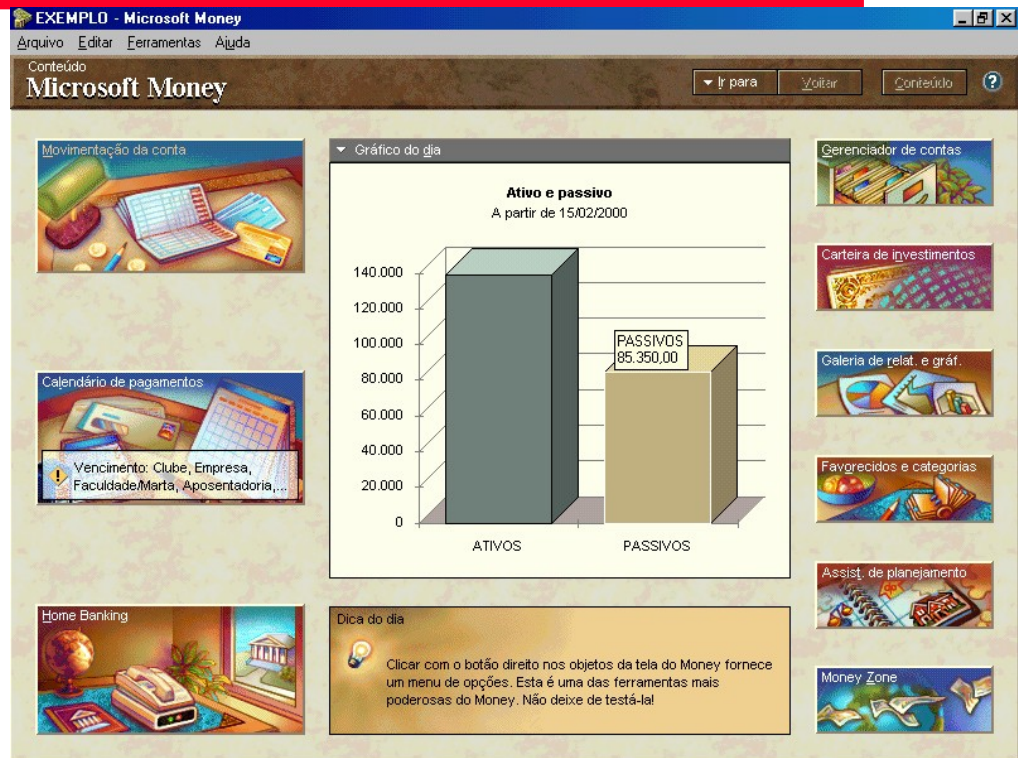 EXEMPLO - Microsoft Money
Arquivo Editar Ferramentas Ajuda
Conteúdo
Microsoft Money
Ir para Voltar Conteúdo ?
Movimentação da conta
Calendário de pagamentos
Vencimento: Clube, Empresa,
Faculdade/Marta, Aposentadoria,...
Home Banking
Gráfico do dia
Ativo e passivo
A partir de 15/02/2000
140.000
120.000
100.000
80.000
60.000
40.000
20.000
0
PASSIVOS
85.350,00
ATIVOS PASSIVOS
Dica do dia
Clicar com o botão direito nos objetos da tela do Money fornece
um menu de opções. Esta é uma das ferramentas mais
poderosas do Money. Não deixe de testá-la!
Gerenciador de contas
Carteira de investimentos
Galeria de relat. e gráf.
Favorecidos e categorias
Assist. de planejamento
Money Zone